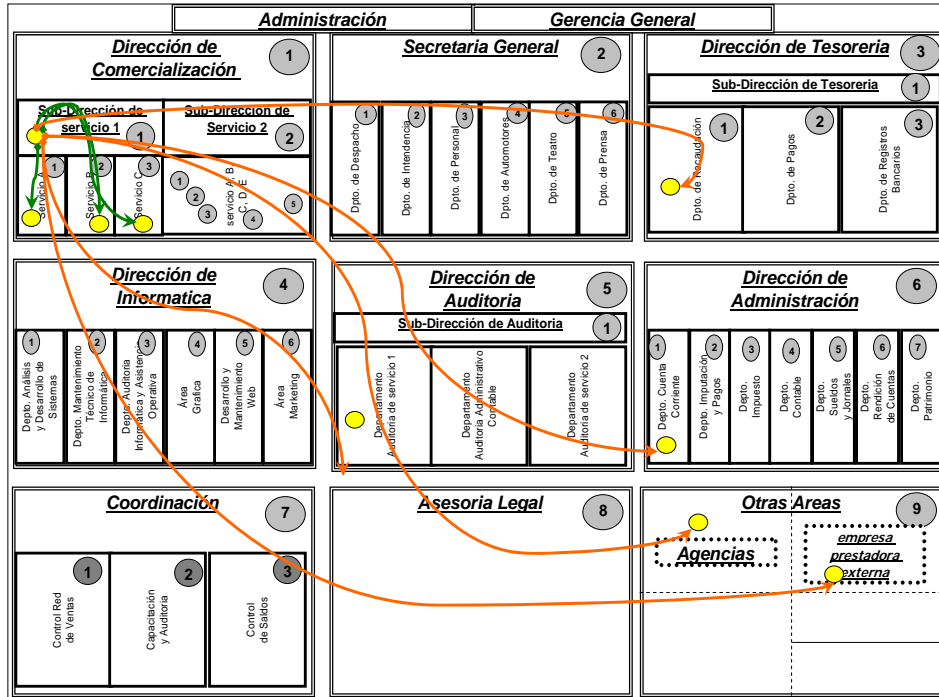 Administración
Gerencia General
Dirección de
Comercialización
1
Sub-Dirección de
servicio 1
1
Sub-Dirección de
Servicio 2
2
Servicio A
1
Servicio B
2
Servicio C
3
servicio A, B,
C, D, E
1
2
3
4
5
Secretaria General
2
Dpto. de Despacho
1
Dpto. de Intendencia
2
Dpto. de Personal
3
Dpto. de Automotores
4
Dpto. de Teatro
5
Dpto. de Prensa
6
Dirección de Tesoreria
3
Sub-Dirección de Tesoreria
1
Dpto. de Recaudación
1
Dpto. de Pagos
2
Dpto. de Registros
Bancarios
3
Dirección de
Informatica
4
Depto. Análisis
y Desarrollo de
Sistemas
1
Depto. Mantenimiento
Técnico de
Informática
2
Depto. Auditoria
Informática y Asistencia
Operativa
3
Área
Grafica
4
Desarrollo y
Mantenimiento
Web
5
Área
Marketing
6
Dirección de
Auditoria
5
Sub-Dirección de Auditoria
1
Departamento
Auditoria de servicio 1
Departamento
Auditoria Administrativo
Contable
Departamento
Auditoria de servicio 2
Dirección de
Administración
6
Depto. Cuenta
Corriente
1
Depto. Imputación
y Pagos
2
Depto.
Impuesto
3
Depto.
Contable
4
Depto.
Sueldos
y Jornales
5
Depto.
Rendición
de Cuentas
6
Depto.
Patrimonio
7
Coordinación
7
Control Red
de Ventas
1
Capacitación
y Auditoria
2
Control
de Saldos
3
Asesoria Legal
8
Otras Areas
9
Agencias
empresa
prestadora
externa